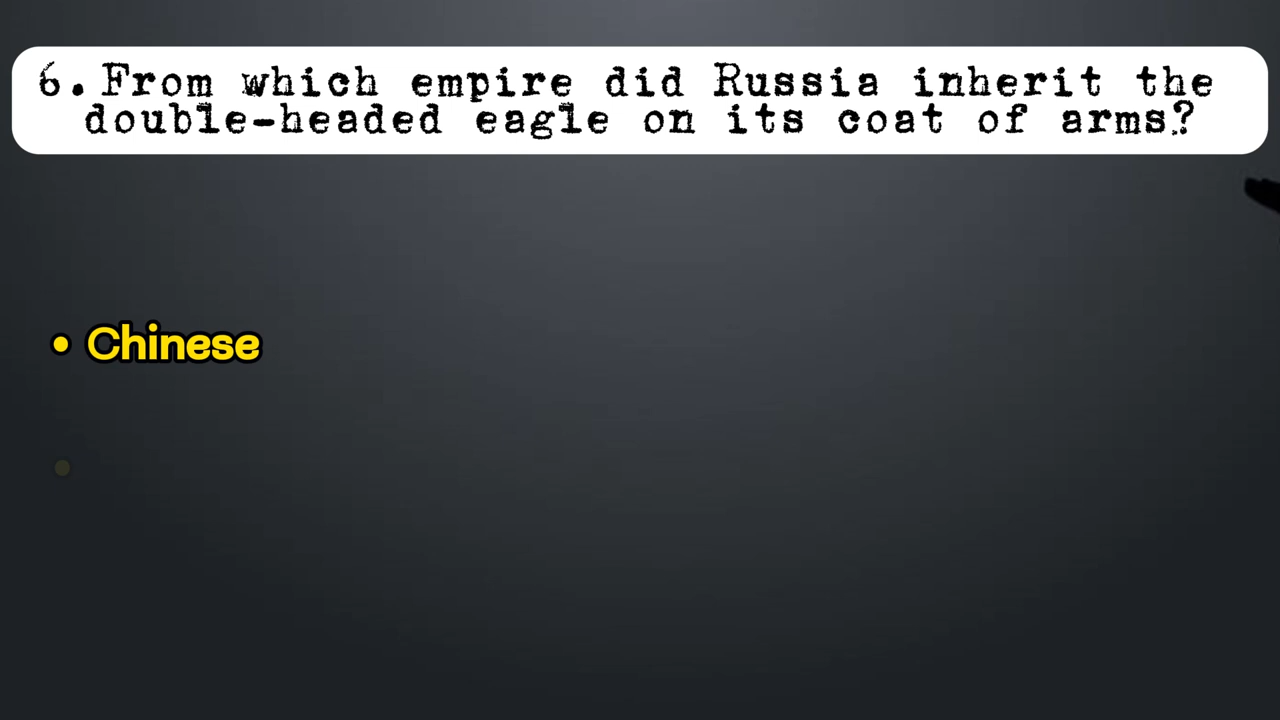 6. From which empire did Russia inherit the
double-headed eagle on its coat of arms?
• Chinese
•